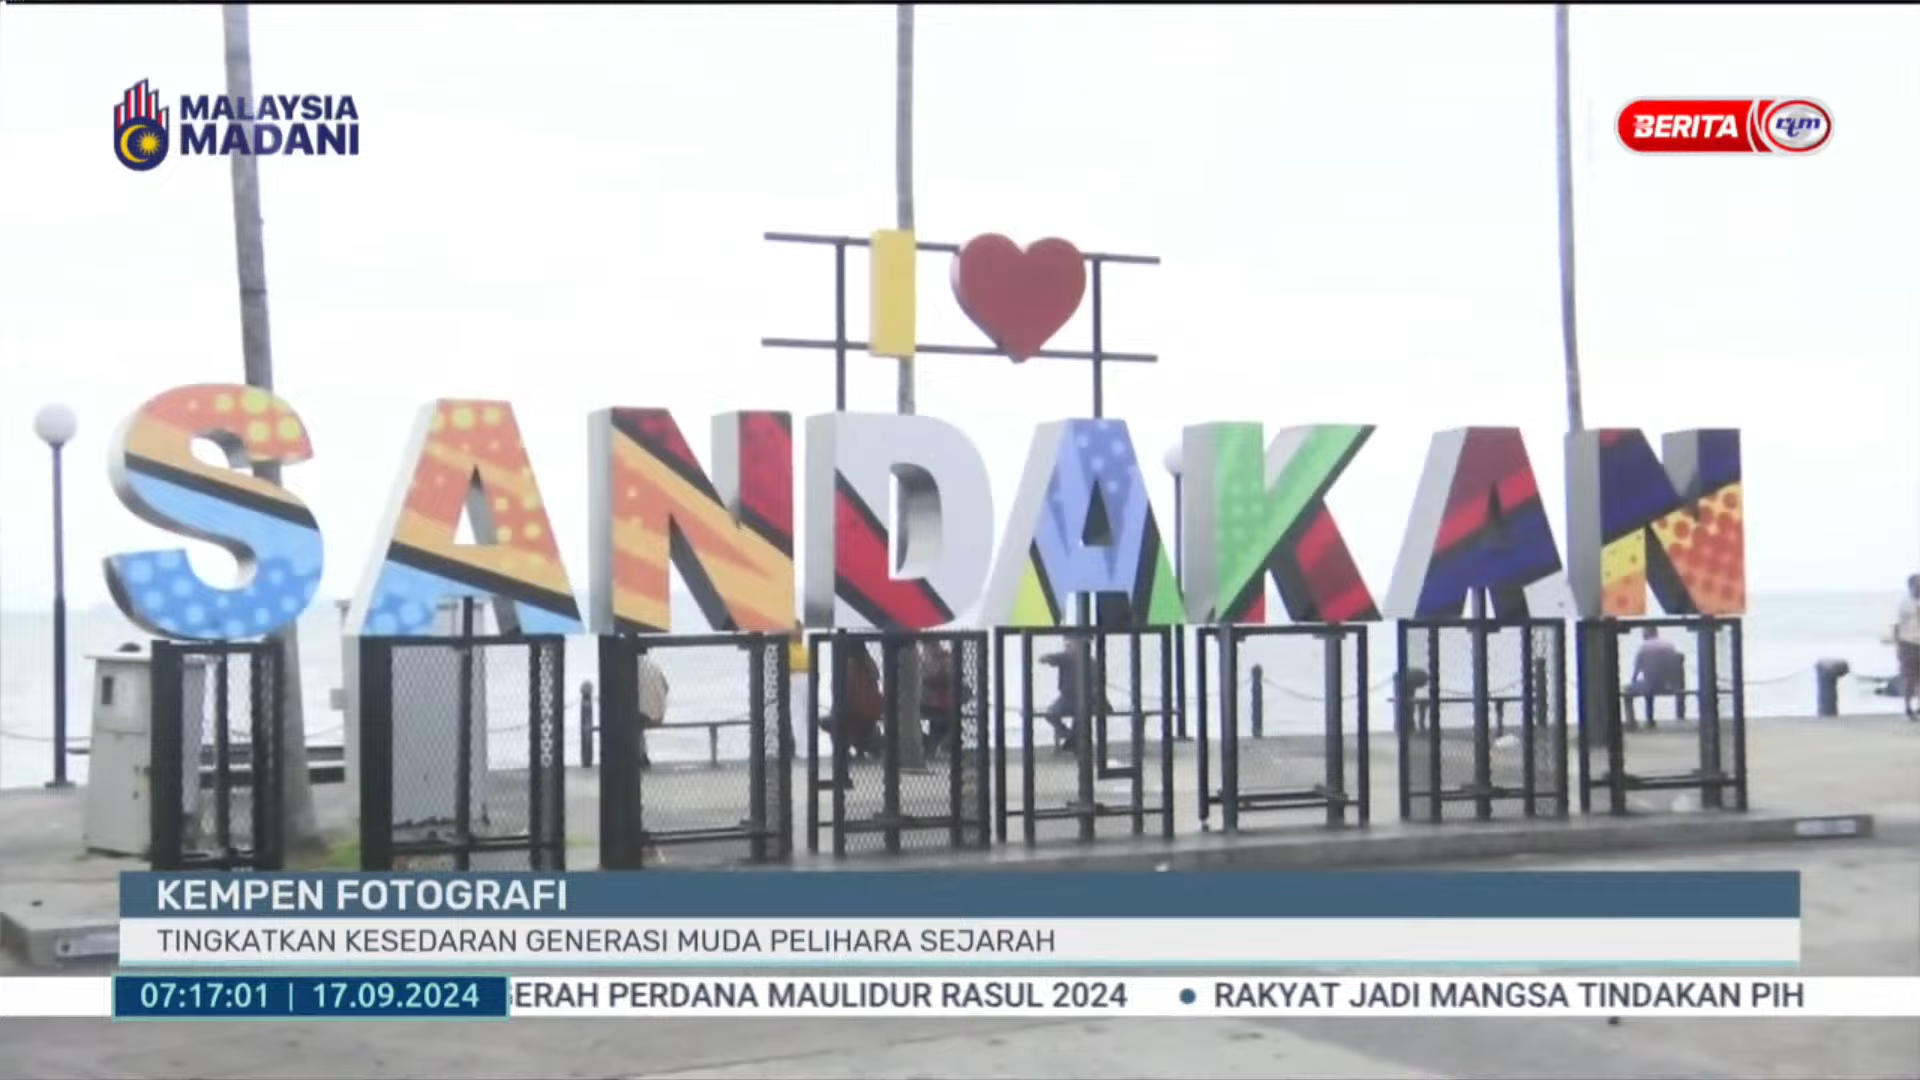 MALAYSIA
MADANI
BERITA rtm
I
SANDAKAN
KEMPEN FOTOGRAFI
TINGKATKAN KESEDARAN GENERASI MUDA PELIHARA SEJARAH
07:17:01 | 17.09.2024
ERAH PERDANA MAULIDUR RASUL 2024 • RAKYAT JADI MANGSA TINDAKAN PIH